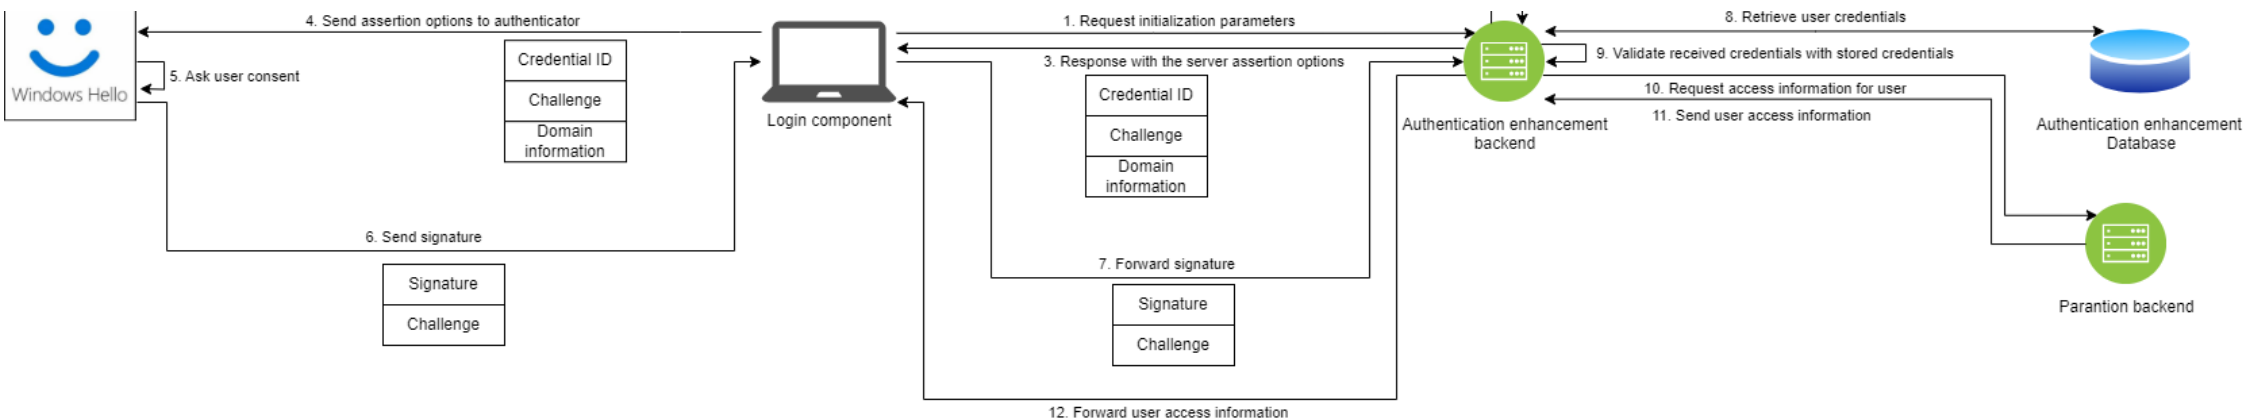 4. Send assertion options to authenticator
1. Request initialization parameters
8. Retrieve user credentials
Credential ID
Challenge
Domain
information
5. Ask user consent
Windows Hello
Login component
3. Response with the server assertion options
Credential ID
Challenge
Domain
information
9. Validate received credentials with stored credentials
10. Request access information for user
11. Send user access information
Authentication enhancement
backend
Authentication enhancement
Database
6. Send signature
Signature
Challenge
7. Forward signature
Signature
Challenge
Parantion backend
12. Forward user access information